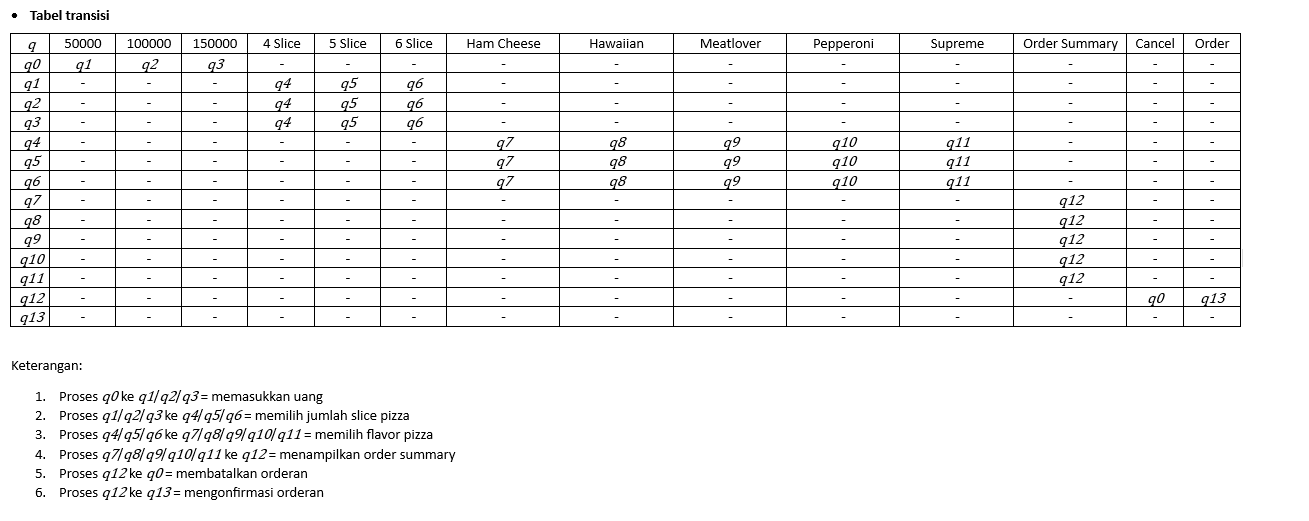 • Tabel transisi
q 50000 100000 150000 4 Slice 5 Slice 6 Slice Ham Cheese Hawaiian Meatlover Pepperoni Supreme Order Summary Cancel Order
q0 q1 q2 q3 - - - - - - - - - - -
q1 - - - q4 q5 q6 - - - - - - - -
q2 - - - q4 q5 q6 - - - - - - - -
q3 - - - q4 q5 q6 - - - - - - - -
q4 - - - - - - q7 q8 q9 q10 q11 - - -
q5 - - - - - - q7 q8 q9 q10 q11 - - -
q6 - - - - - - q7 q8 q9 q10 q11 - - -
q7 - - - - - - - - - - - q12 - -
q8 - - - - - - - - - - - q12 - -
q9 - - - - - - - - - - - q12 - -
q10 - - - - - - - - - - - q12 - -
q11 - - - - - - - - - - - q12 - -
q12 - - - - - - - - - - - - q0 q13
q13 - - - - - - - - - - - - - -
Keterangan:
1. Proses q0 ke q1/q2/q3 = memasukkan uang
2. Proses q1/q2/q3 ke q4/q5/q6 = memilih jumlah slice pizza
3. Proses q4/q5/q6 ke q7/q8/q9/q10/q11 = memilih flavor pizza
4. Proses q7/q8/q9/q10/q11 ke q12 = menampilkan order summary
5. Proses q12 ke q0 = membatalkan orderan
6. Proses q12 ke q13 = mengonfirmasi orderan